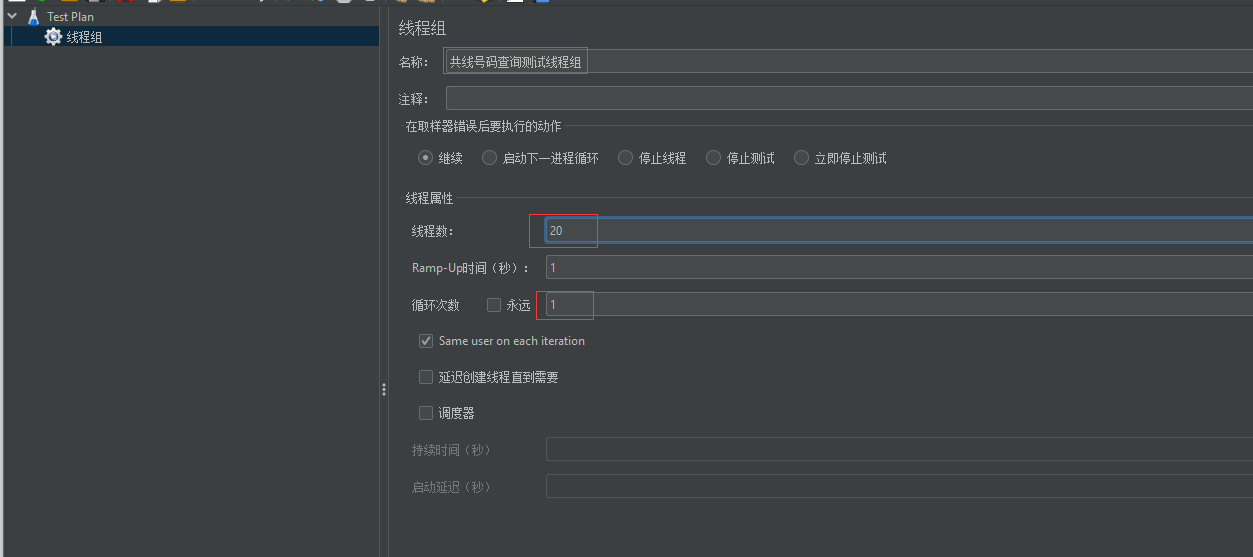 Test Plan
线程组
线程组
名称：
共线号码查询测试线程组
注释：
在取样器错误后要执行的动作
继续 启动下一进程循环 停止线程 停止测试 立即停止测试
线程属性
线程数：
20
Ramp-Up时间（秒）：
1
循环次数 永远 1
Same user on each iteration
延迟创建线程直到需要
调度器
持续时间（秒）
启动延迟（秒）